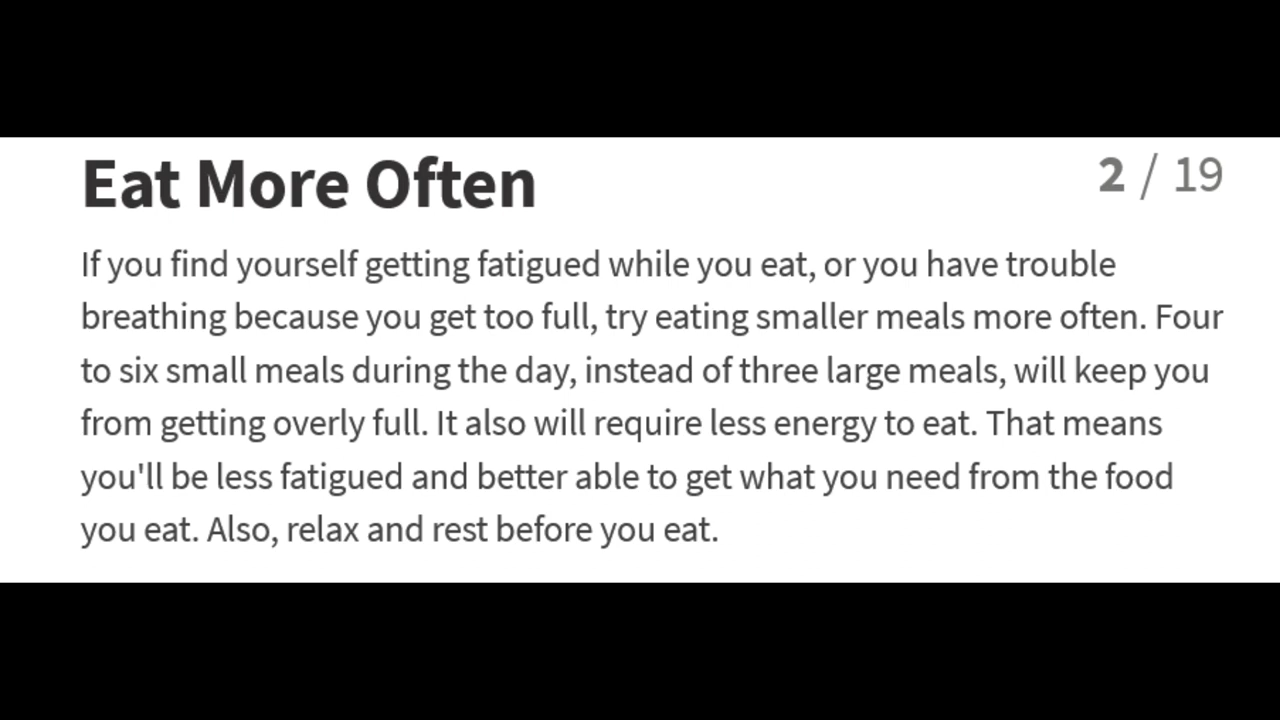 Eat More Often
2 / 19
If you find yourself getting fatigued while you eat, or you have trouble
breathing because you get too full, try eating smaller meals more often. Four
to six small meals during the day, instead of three large meals, will keep you
from getting overly full. It also will require less energy to eat. That means
you'll be less fatigued and better able to get what you need from the food
you eat. Also, relax and rest before you eat.